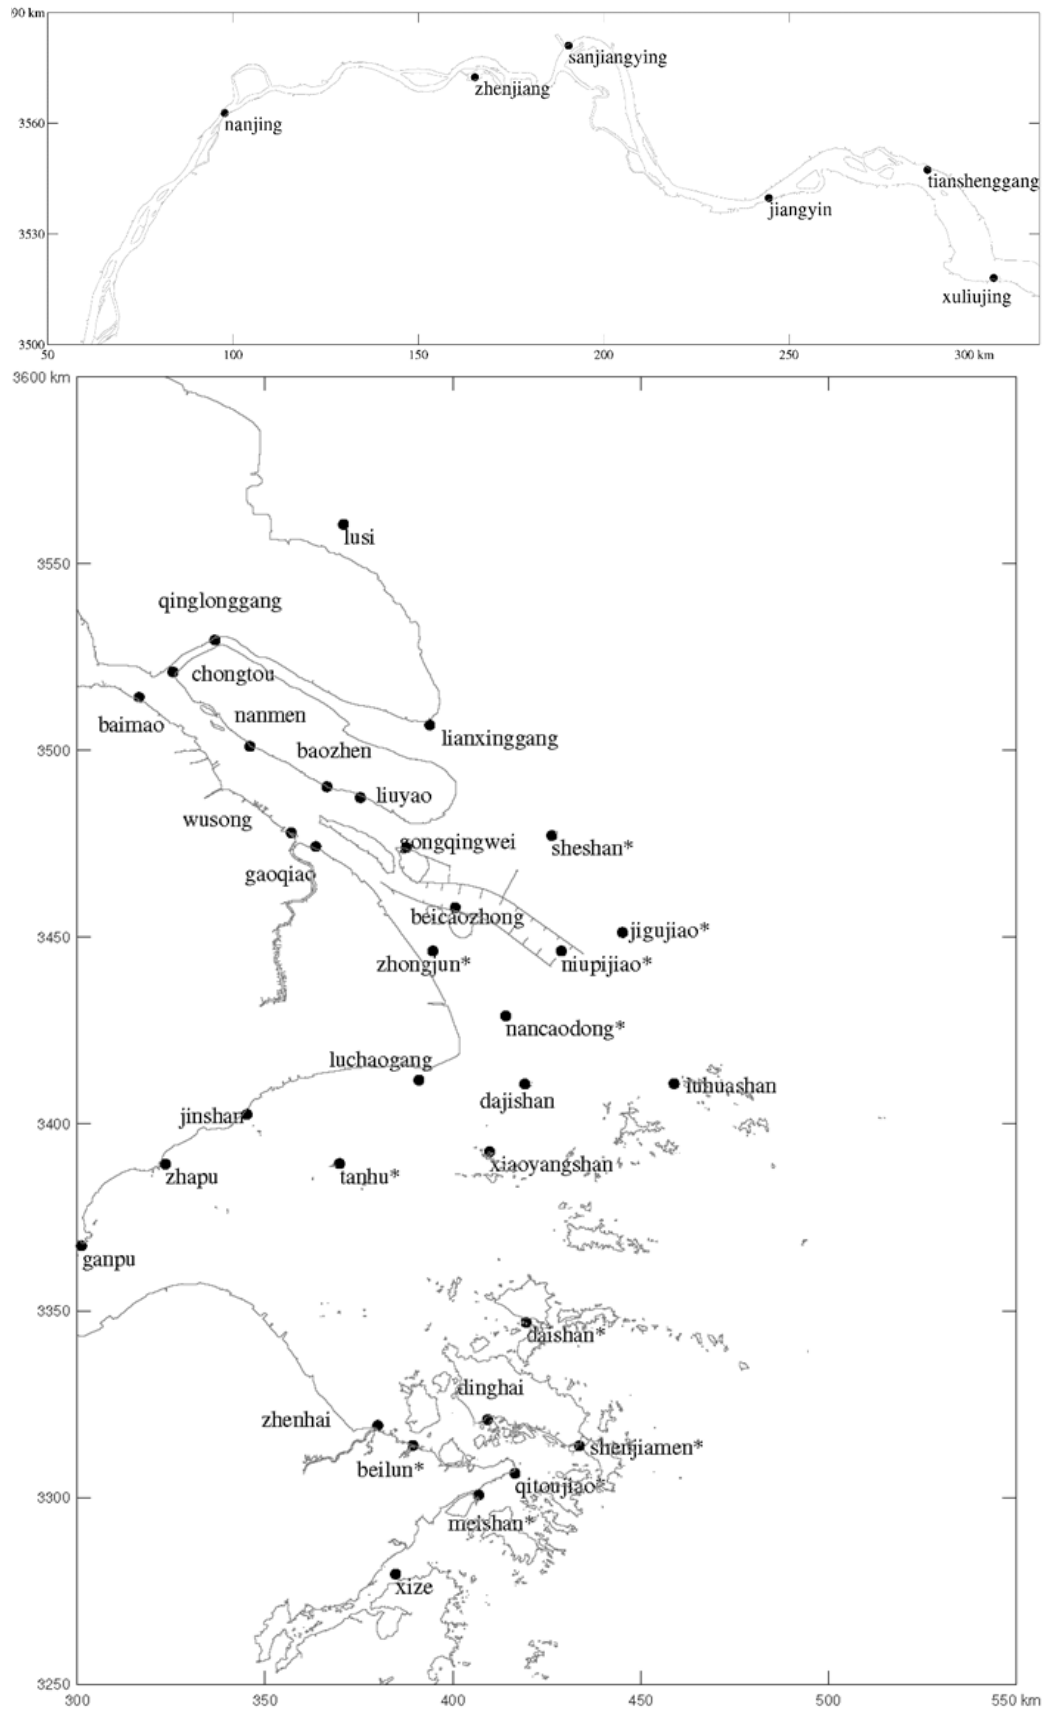 90 km
sanjiangying
zhenjiang
nanjing
3560
tianshenggang
jiangyin
3530
xuliujing
3500
50
100
150
200
250
300 km
3600 km
lusi
3550
qinglonggang
chongtou
nanmen
baimao
lianxinggang
baozhen
3500
liuyao
wusong
gongqingwei
sheshan*
gaoqiao
beicaozhong
jigujiao*
3450
zhongjun*
niupijiao*
nancaodong*
luchaogang
luhuashan
dajishan
jinshan
3400
xiaoyangshan
zhapu
tanhu*
ganpu
3950
daishan*
dinghai
zhenhai
shenjiamen*
beilun*
qitoujiao*
3300
meishan*
xize
3250
300
350
400
450
500
550 km